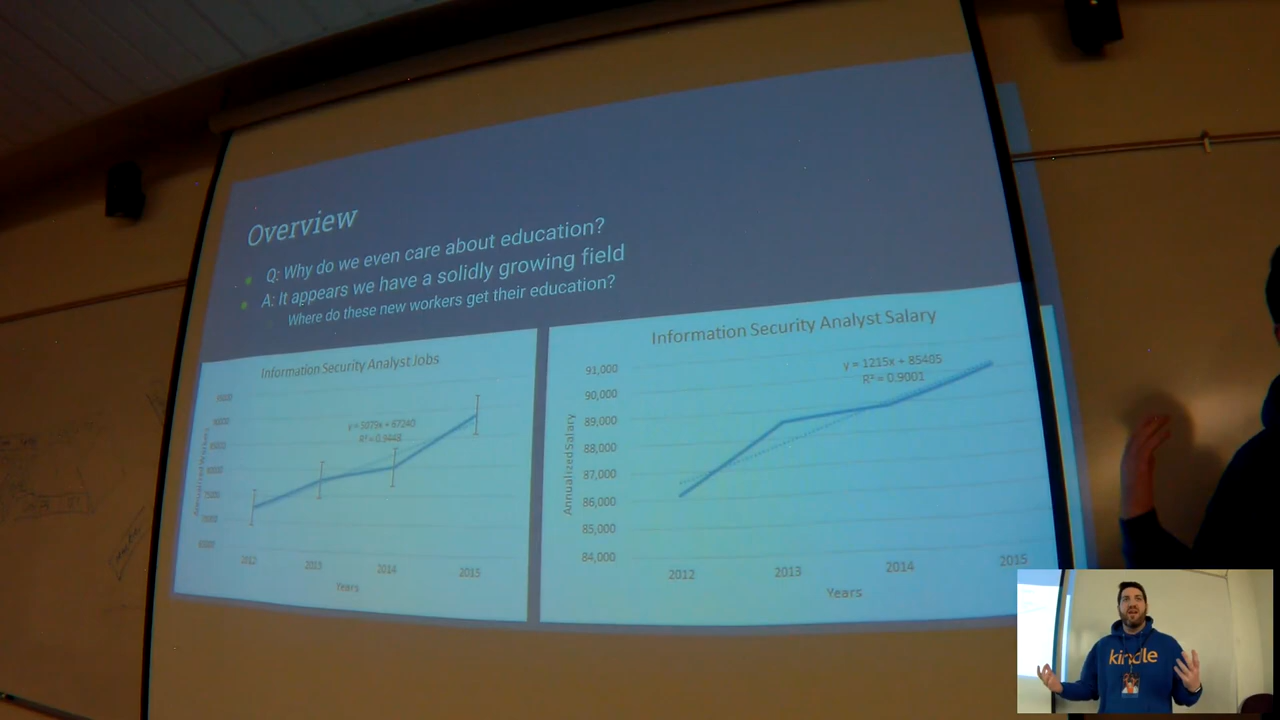 Overview
Q: Why do we even care about education?
A: It appears we have a solidly growing field
Where do these new workers get their education?
Information Security Analyst Jobs
y = 3075x + 67240
R² = 0.9448
2012
2013
2014
2015
Years
Information Security Analyst Salary
y = 1215x + 85405
R² = 0.9001
Annualized Salary
91,000
90,000
89,000
88,000
87,000
86,000
85,000
84,000
2012
2013
2014
2015
Years
kindle